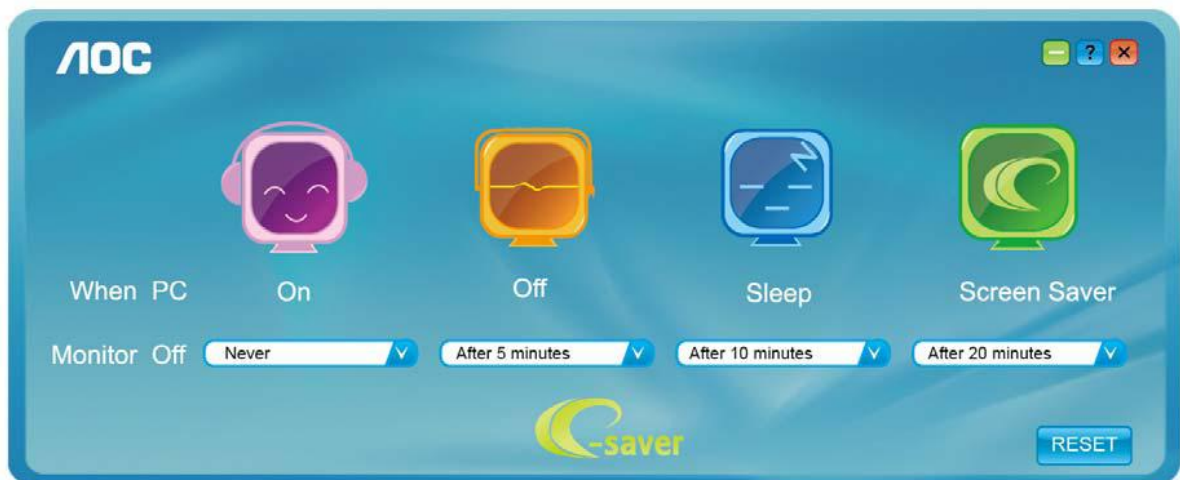 AOC
?
When PC On Off Sleep Screen Saver
Monitor Off Never After 5 minutes After 10 minutes After 20 minutes
e-saver
RESET